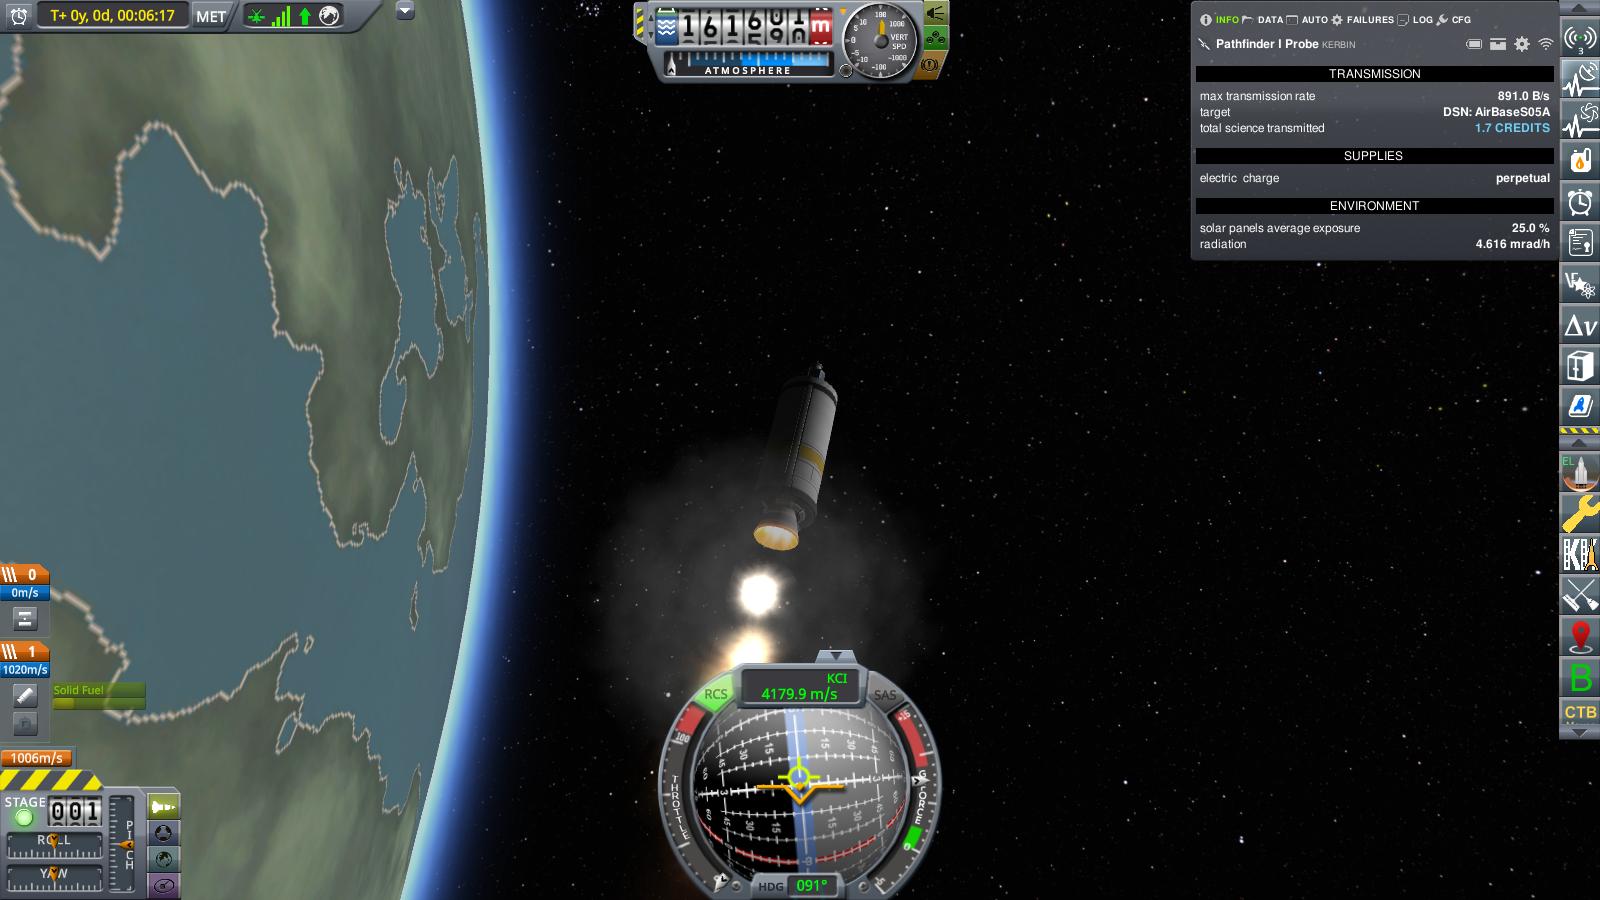 T+ 0y, 0d, 00:06:17
MET
m
ATMOSPHERE
VERT
SPD
INFO DATA AUTO FAILURES LOG CFG
Pathfinder I Probe KERBIN
TRANSMISSION
max transmission rate 891.0 B/s
target DSN: AirBaseS05A
total science transmitted 1.7 CREDITS
SUPPLIES
electric charge perpetual
ENVIRONMENT
solar panels average exposure 25.0 %
radiation 4.616 mrad/h
3
Δv
EL
B
CTB
0
0m/s
1
1020m/s
Solid Fuel
1006m/s
STAGE 001
ROLL
YAW
PITCH
KCI
4179.9 m/s
RCS
SAS
THROTTLE
G FORCE
HDG 091°